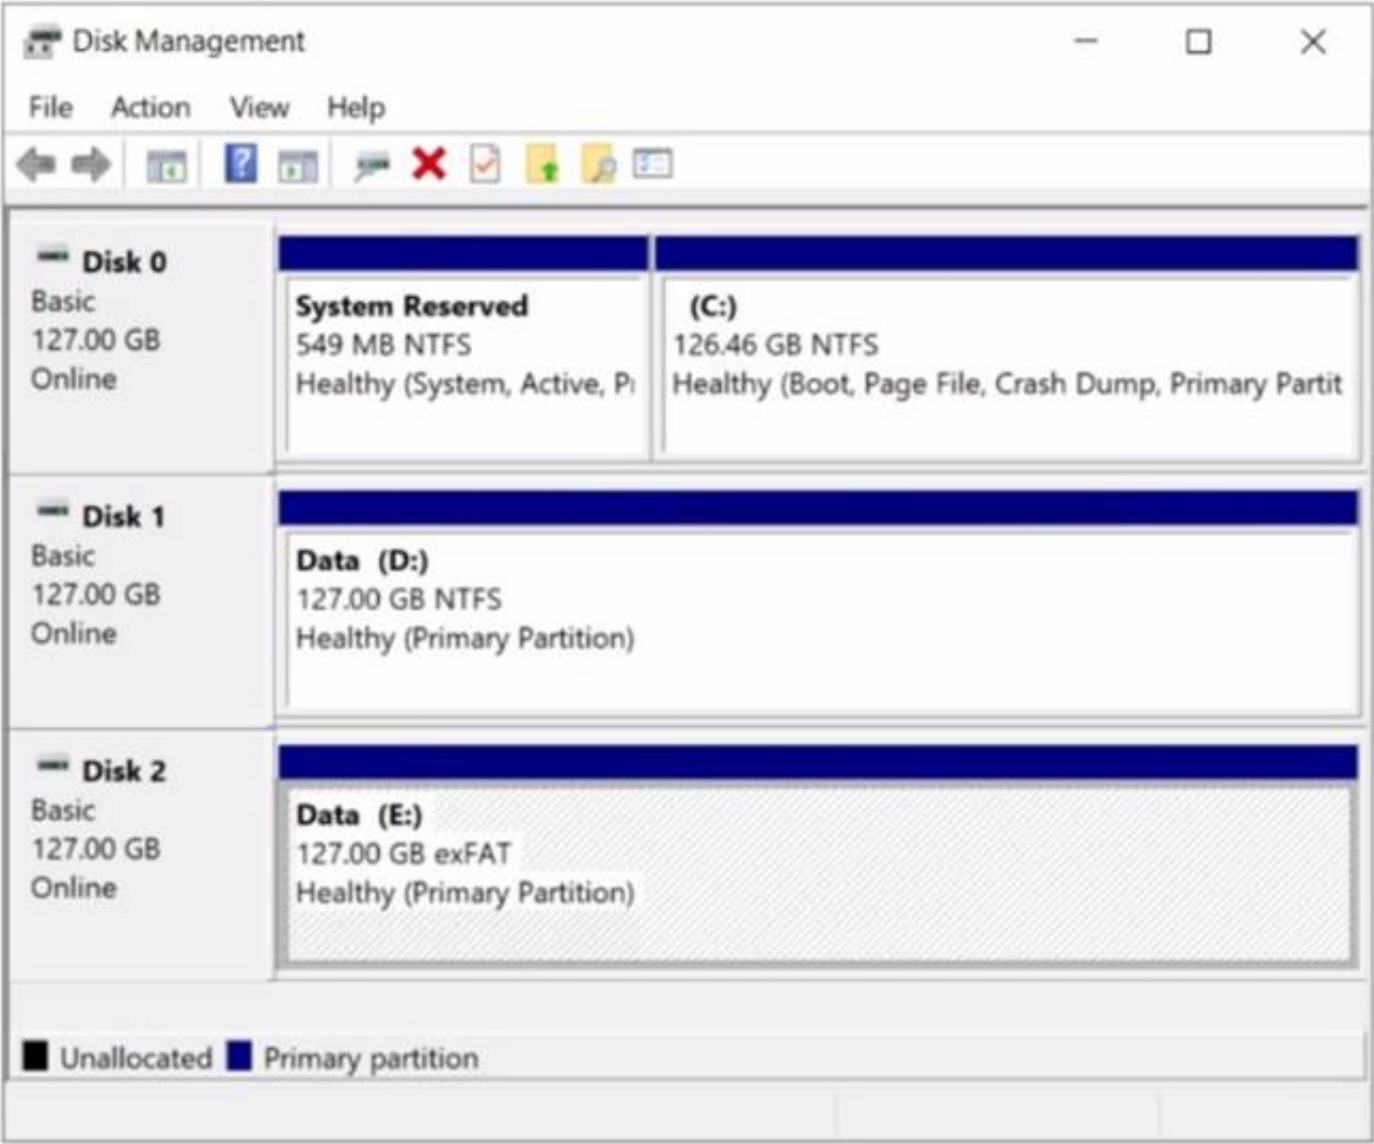 Disk Management
File Action View Help
Disk 0
Basic
127.00 GB
Online
System Reserved
549 MB NTFS
Healthy (System, Active, P
(C:)
126.46 GB NTFS
Healthy (Boot, Page File, Crash Dump, Primary Partit
Disk 1
Basic
127.00 GB
Online
Data (D:)
127.00 GB NTFS
Healthy (Primary Partition)
Disk 2
Basic
127.00 GB
Online
Data (E:)
127.00 GB exFAT
Healthy (Primary Partition)
Unallocated Primary partition